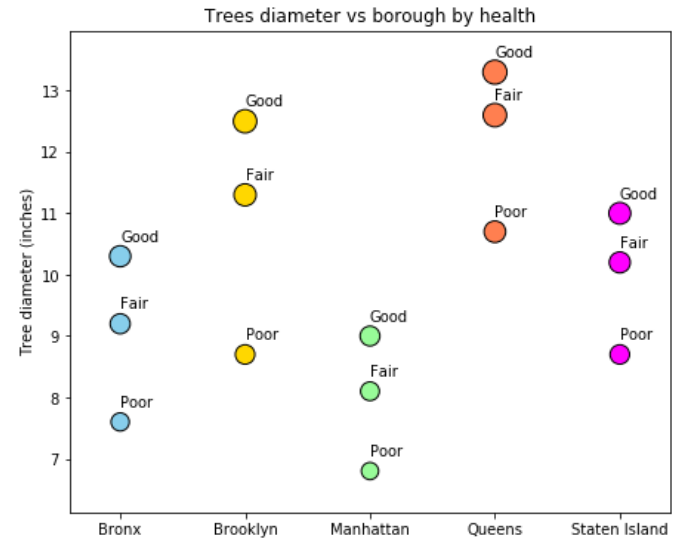 Trees diameter vs borough by health
Tree diameter (inches)
13
12
11
10
9
8
7
Good
Fair
Poor
Good
Fair
Poor
Good
Fair
Poor
Good
Fair
Poor
Good
Fair
Poor
Bronx
Brooklyn
Manhattan
Queens
Staten Island